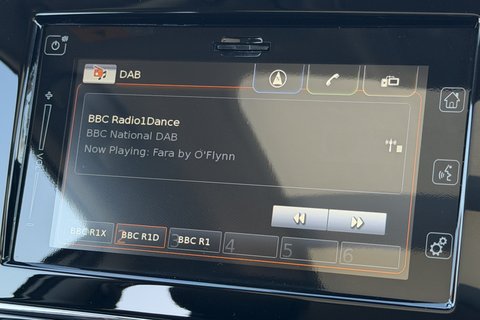 DAB
BBC Radio1Dance
BBC National DAB
Now Playing: Fara by O'Flynn
BBC R1X
BBC R1D
BBC R1
4
5
6